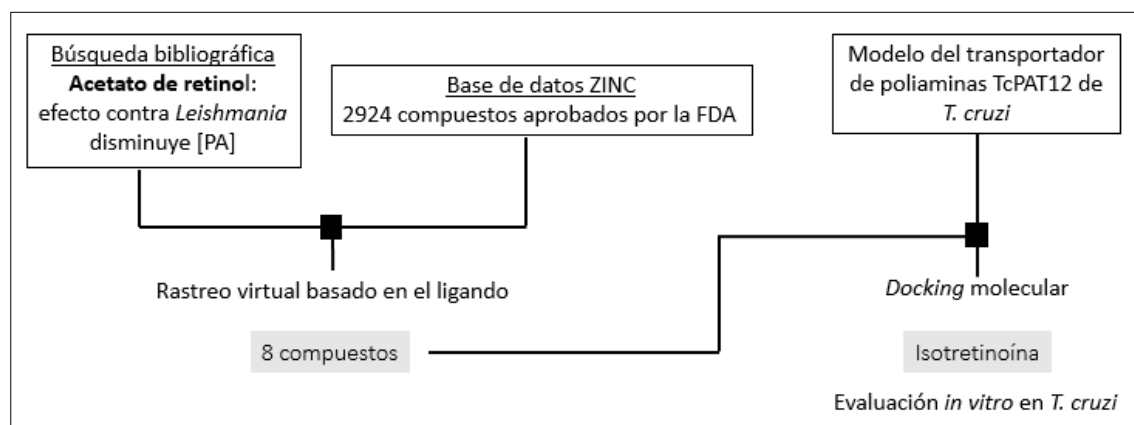 Búsqueda bibliográfica
Acetato de retinol:
efecto contra Leishmania
disminuye [PA]
Base de datos ZINC
2924 compuestos aprobados por la FDA
Modelo del transportador
de poliaminas TcPAT12 de
T. cruzi
Rastreo virtual basado en el ligando
Docking molecular
8 compuestos
Isotretinoína
Evaluación in vitro en T. cruzi